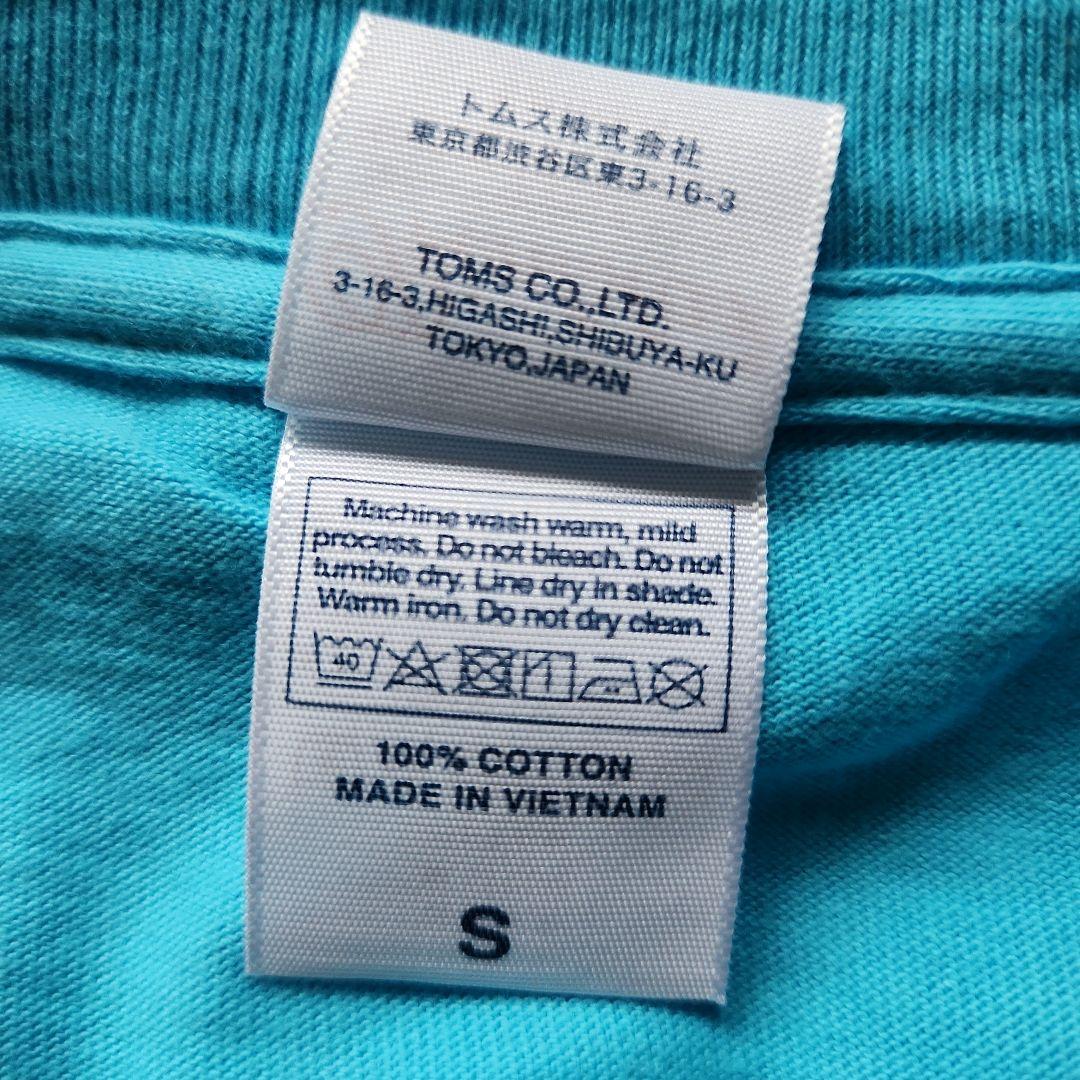 トムス株式会社
東京都渋谷区東3-16-3
TOMS CO.,LTD.
3-16-3,HIGASHI,SHIBUYA-KU
TOKYO,JAPAN
Machine wash warm, mild
process. Do not bleach. Do not
tumble dry. Line dry in shade.
Warm iron. Do not dry clean.
40
100% COTTON
MADE IN VIETNAM
S